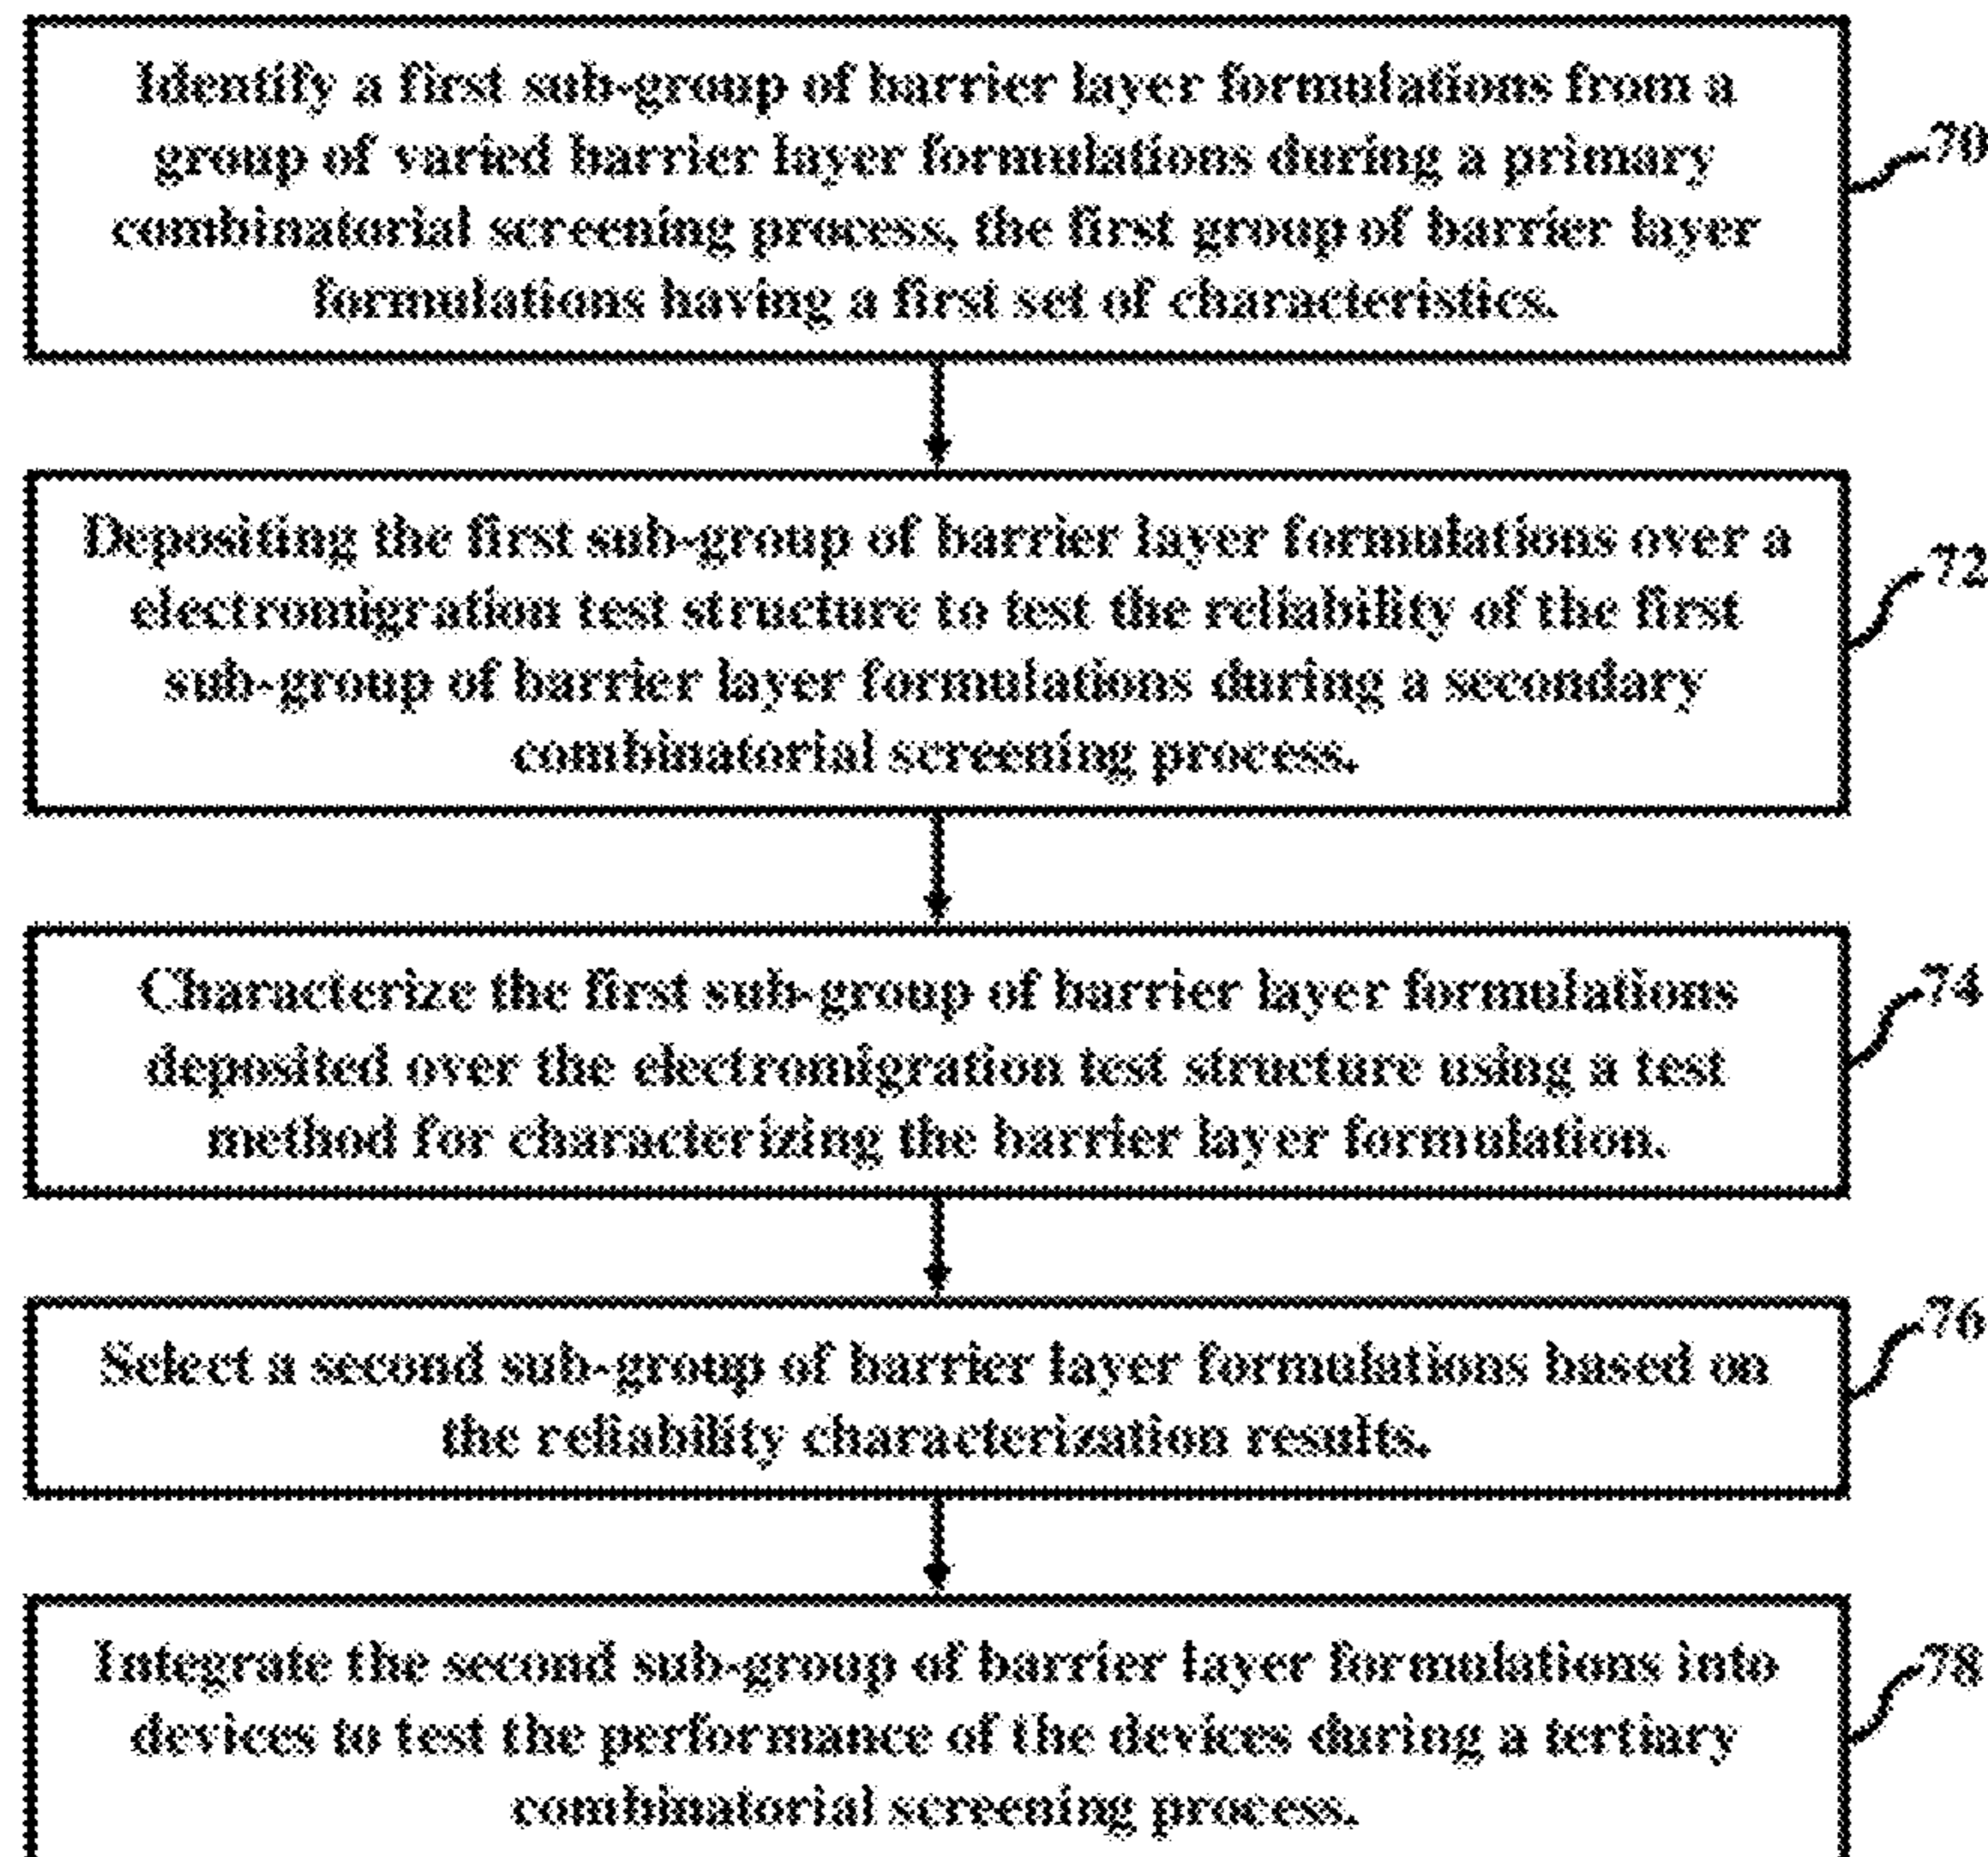 Identify a first sub-group of barrier layer formulations from a
group of varied barrier layer formulations during a primary
combinatorial screening process, the first group of barrier layer
formulations having a first set of characteristics.
70
Depositing the first sub-group of barrier layer formulations over a
electromigration test structure to test the reliability of the first
sub-group of barrier layer formulations during a secondary
combinatorial screening process.
72
Characterize the first sub-group of barrier layer formulations
deposited over the electromigration test structure using a test
method for characterizing the barrier layer formulation.
74
Select a second sub-group of barrier layer formulations based on
the reliability characterization results.
76
Integrate the second sub-group of barrier layer formulations into
devices to test the performance of the devices during a tertiary
combinatorial screening process.
78